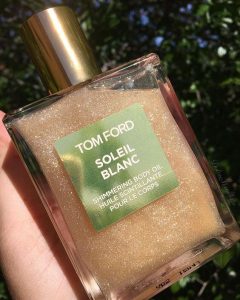 TOM FORD
SOLEIL
BLANC
SHIMMERING BODY OIL
HUILE SCINTILLANTE
POUR LE CORPS